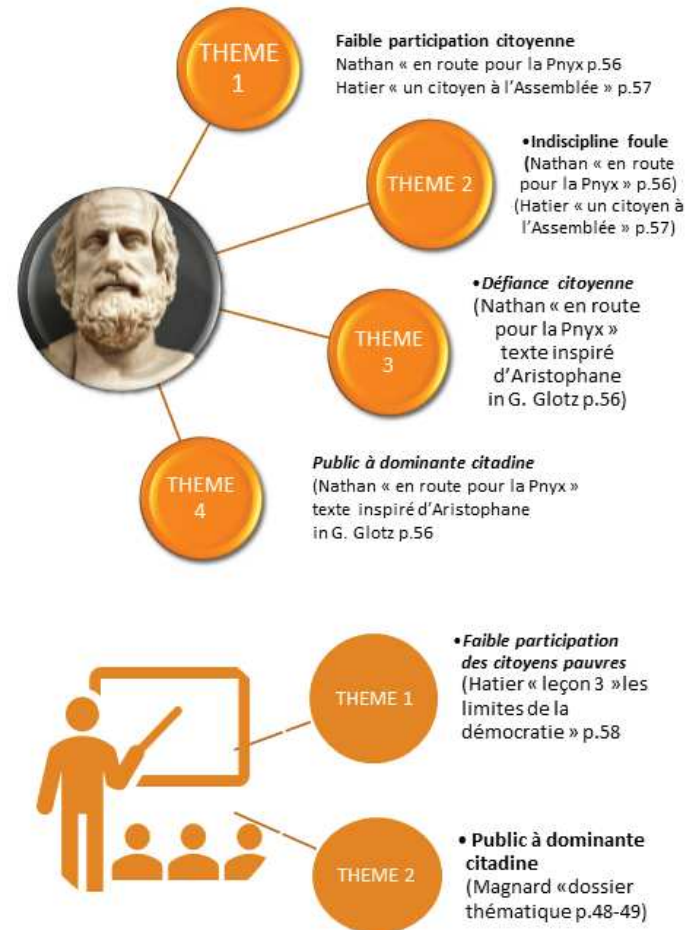 THEME
1
Faible participation citoyenne
Nathan « en route pour la Pnyx p.56
Hatier « un citoyen à l’Assemblée » p.57
THEME 2
•Indiscipline foule
(Nathan « en route
pour la Pnyx » p.56)
(Hatier « un citoyen à
l’Assemblée » p.57)
THEME
3
•Défiance citoyenne
(Nathan « en route
pour la Pnyx »
texte inspiré
d’Aristophane
in G. Glotz p.56)
THEME
4
Public à dominante citadine
(Nathan « en route pour la Pnyx »
texte inspiré d’Aristophane
in G. Glotz p.56
THEME 1
•Faible participation
des citoyens pauvres
(Hatier « leçon 3 »les
limites de la
démocratie » p.58
THEME 2
• Public à dominante
citadine
(Magnard «dossier
thématique p.48-49)